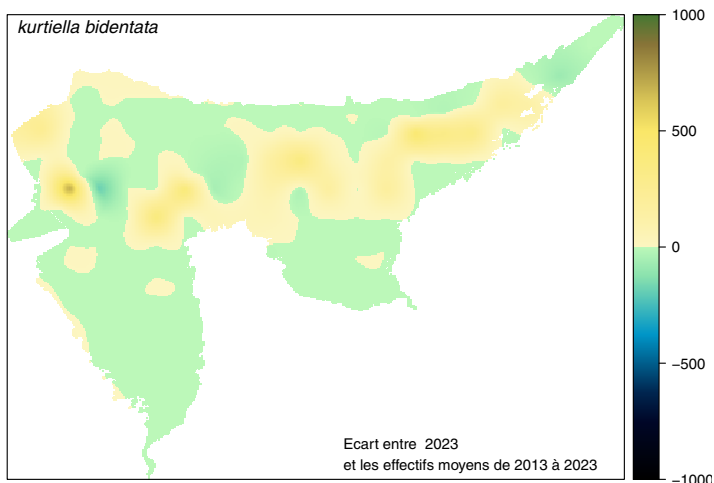 kurtiella bidentata
1000
500
0
−500
−1000
Ecart entre 2023
et les effectifs moyens de 2013 à 2023